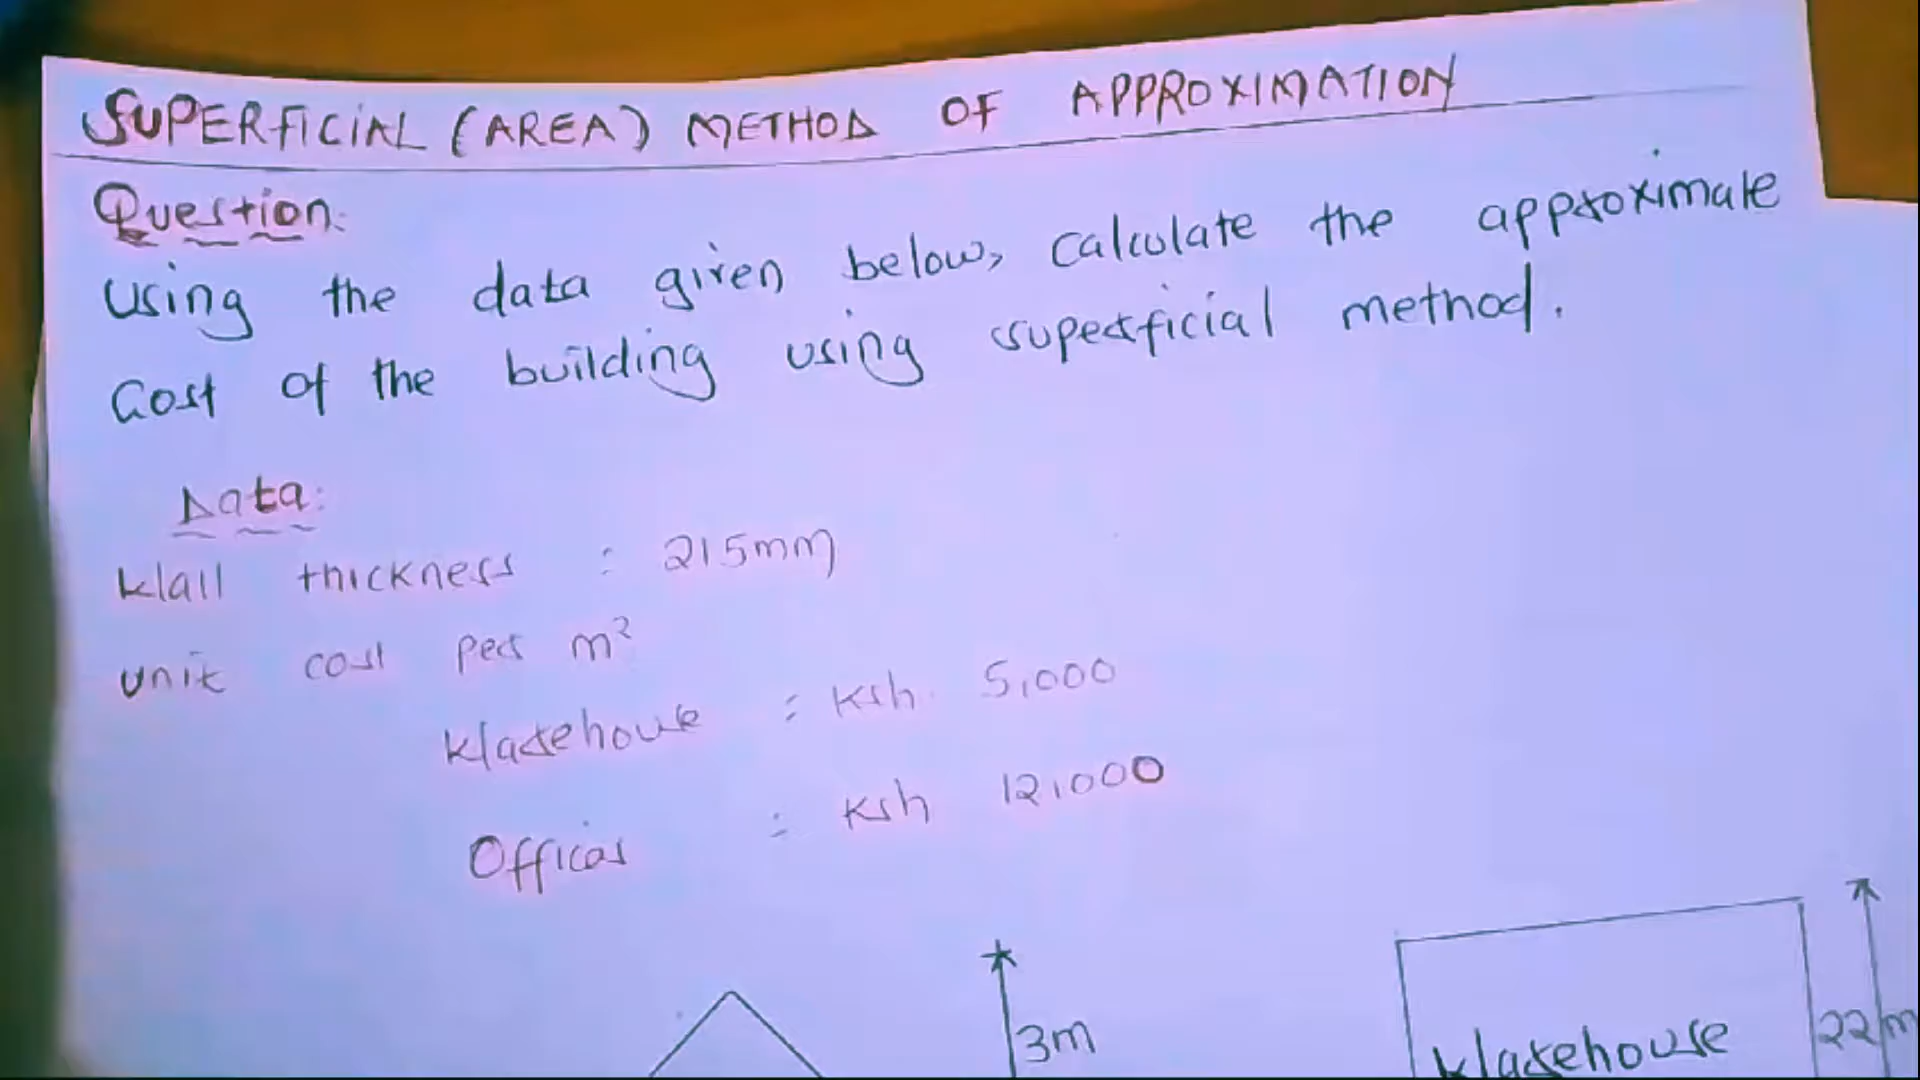 SUPERFICIAL (AREA) METHOD OF APPROXIMATION
Question:
Using the data given below, calculate the approximate
Cost of the building using superficial method.
Data:
Wall thickness : 215mm
Unit cost per m²
Warehouse : Ksh. 5,000
Offices : Ksh 12,000
3m
Warehouse
22m